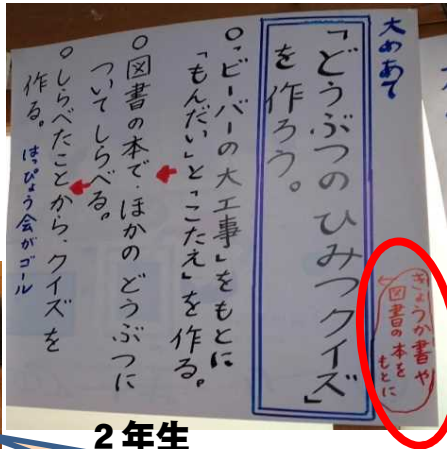 大めあて
「どうぶつのひみつクイズ」
を作ろう。
きょうか書や
図書の本を
もとに
○「ビーバーの大工事」をもとに
「もんだい」と「こたえ」を作る。
○図書の本で、ほかのどうぶつに
ついてしらべる。
○しらべたことから、クイズを
作る。
はっぴょう会がゴール
2年生